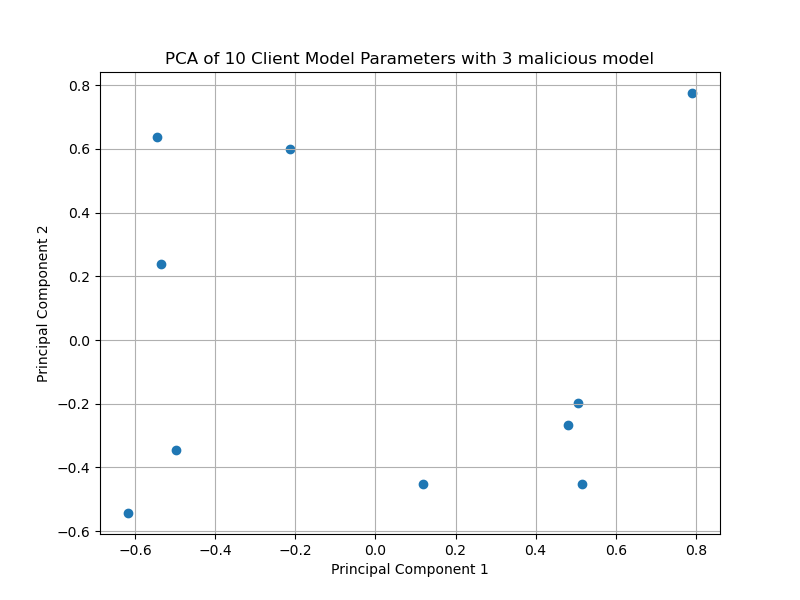 PCA of 10 Client Model Parameters with 3 malicious model
0.8
0.6
0.4
0.2
0.0
−0.2
−0.4
−0.6
Principal Component 2
−0.6 −0.4 −0.2 0.0 0.2 0.4 0.6 0.8
Principal Component 1